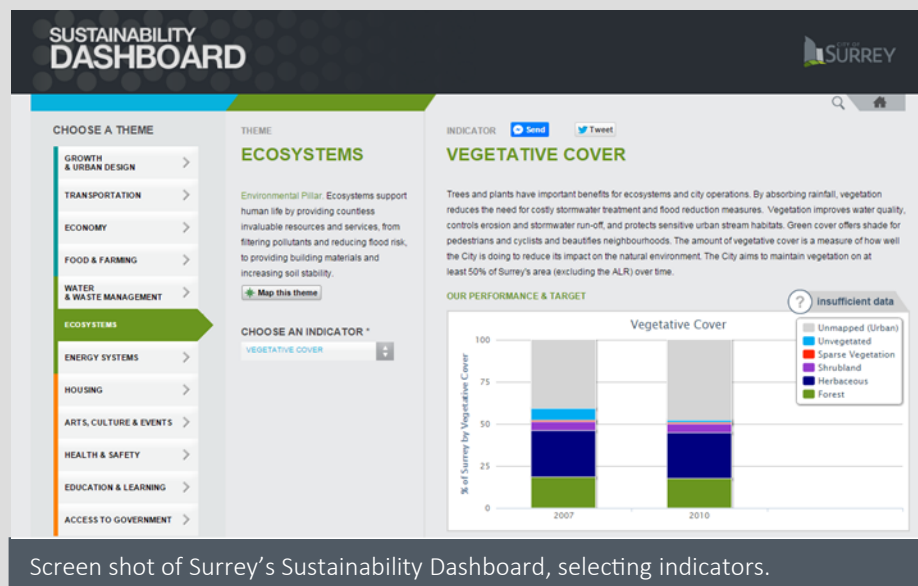 SUSTAINABILITY
DASHBOARD
CITY OF
SURREY
CHOOSE A THEME
GROWTH
& URBAN DESIGN
TRANSPORTATION
ECONOMY
FOOD & FARMING
WATER
& WASTE MANAGEMENT
ECOSYSTEMS
ENERGY SYSTEMS
HOUSING
ARTS, CULTURE & EVENTS
HEALTH & SAFETY
EDUCATION & LEARNING
ACCESS TO GOVERNMENT
THEME
ECOSYSTEMS
Environmental Pillar. Ecosystems support
human life by providing countless
invaluable resources and services, from
filtering pollutants and reducing flood risk,
to providing building materials and
increasing soil stability.
Map this theme
CHOOSE AN INDICATOR *
VEGETATIVE COVER
INDICATOR
Send
Tweet
VEGETATIVE COVER
Trees and plants have important benefits for ecosystems and city operations. By absorbing rainfall, vegetation
reduces the need for costly stormwater treatment and flood reduction measures. Vegetation improves water quality,
controls erosion and stormwater run-off, and protects sensitive urban stream habitats. Green cover offers shade for
pedestrians and cyclists and beautifies neighbourhoods. The amount of vegetative cover is a measure of how well
the City is doing to reduce its impact on the natural environment. The City aims to maintain vegetation on at
least 50% of Surrey's area (excluding the ALR) over time.
OUR PERFORMANCE & TARGET
? insufficient data
Vegetative Cover
% of Surrey by Vegetative Cover
100
75
50
25
0
2007
2010
Unmapped (Urban)
Unvegetated
Sparse Vegetation
Shrubland
Herbaceous
Forest
Screen shot of Surrey's Sustainability Dashboard, selecting indicators.